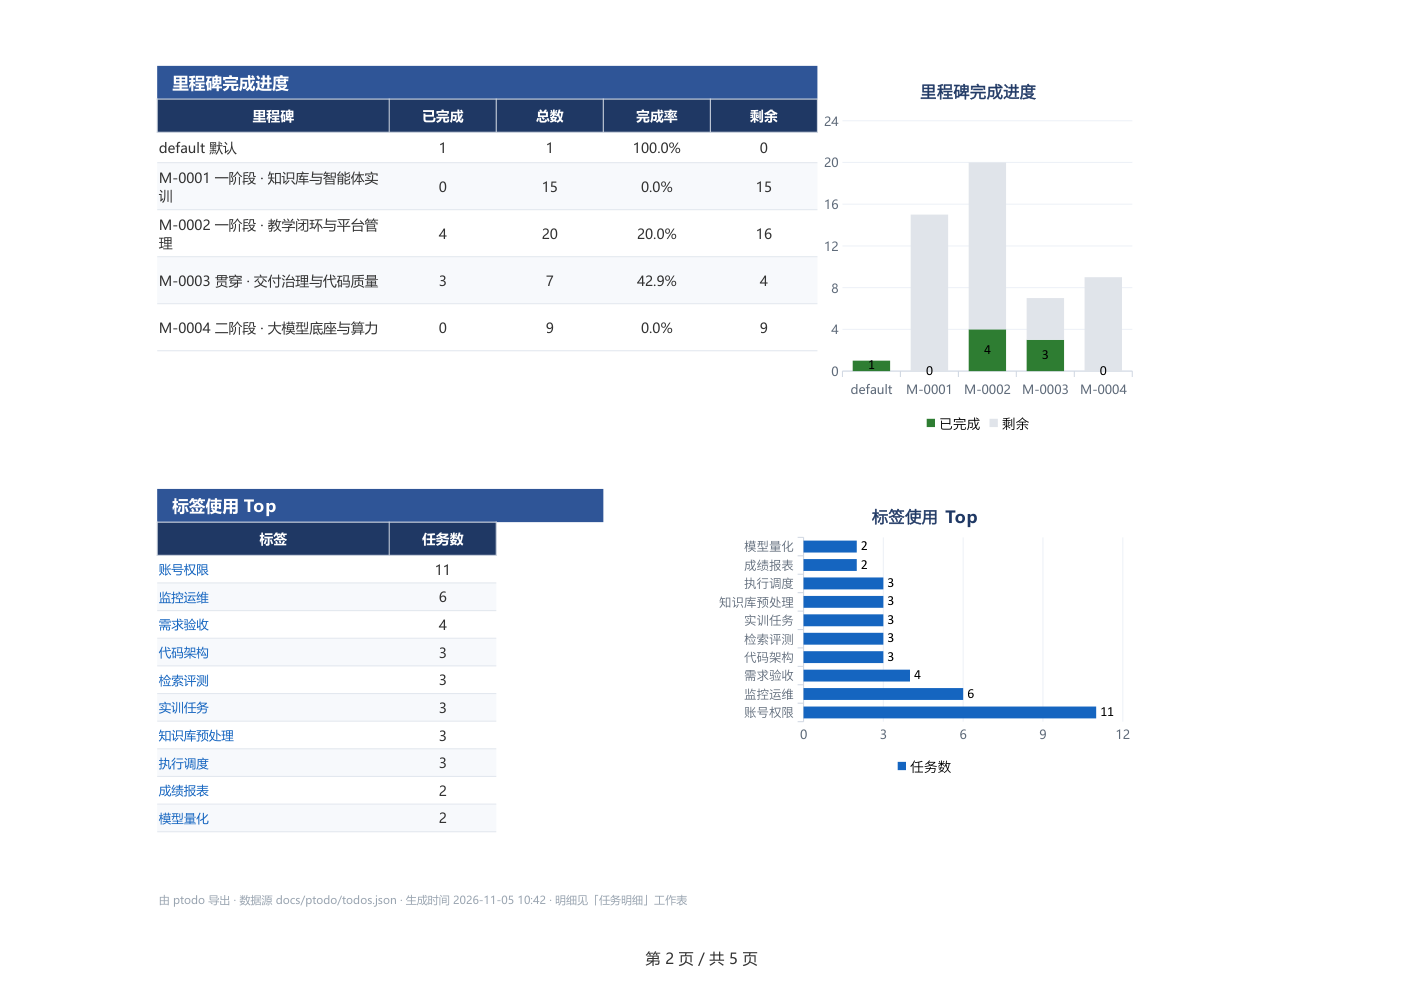 里程碑完成进度
里程碑 已完成 总数 完成率 剩余
default 默认 1 1 100.0% 0
M-0001 一阶段 · 知识库与智能体实
训 0 15 0.0% 15
M-0002 一阶段 · 教学闭环与平台管
理 4 20 20.0% 16
M-0003 贯穿 · 交付治理与代码质量 3 7 42.9% 4
M-0004 二阶段 · 大模型底座与算力 0 9 0.0% 9
里程碑完成进度
24
20
16
12
8
4
0
1 0 4 3 0
default M-0001 M-0002 M-0003 M-0004
已完成 剩余
标签使用 Top
标签 任务数
账号权限 11
监控运维 6
需求验收 4
代码架构 3
检索评测 3
实训任务 3
知识库预处理 3
执行调度 3
成绩报表 2
模型量化 2
标签使用 Top
模型量化 2
成绩报表 2
执行调度 3
知识库预处理 3
实训任务 3
检索评测 3
代码架构 3
需求验收 4
监控运维 6
账号权限 11
0 3 6 9 12
任务数
由 ptodo 导出 · 数据源 docs/ptodo/todos.json · 生成时间 2026-11-05 10:42 · 明细见「任务明细」工作表
第 2 页 / 共 5 页